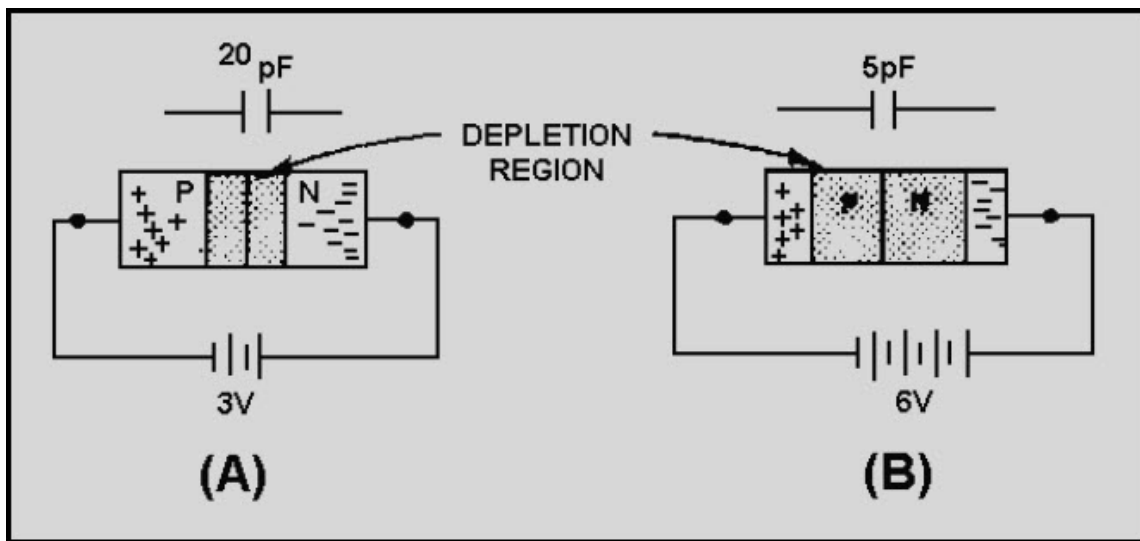 20 pF
5pF
DEPLETION
REGION
P
N
P
N
3V
6V
(A)
(B)